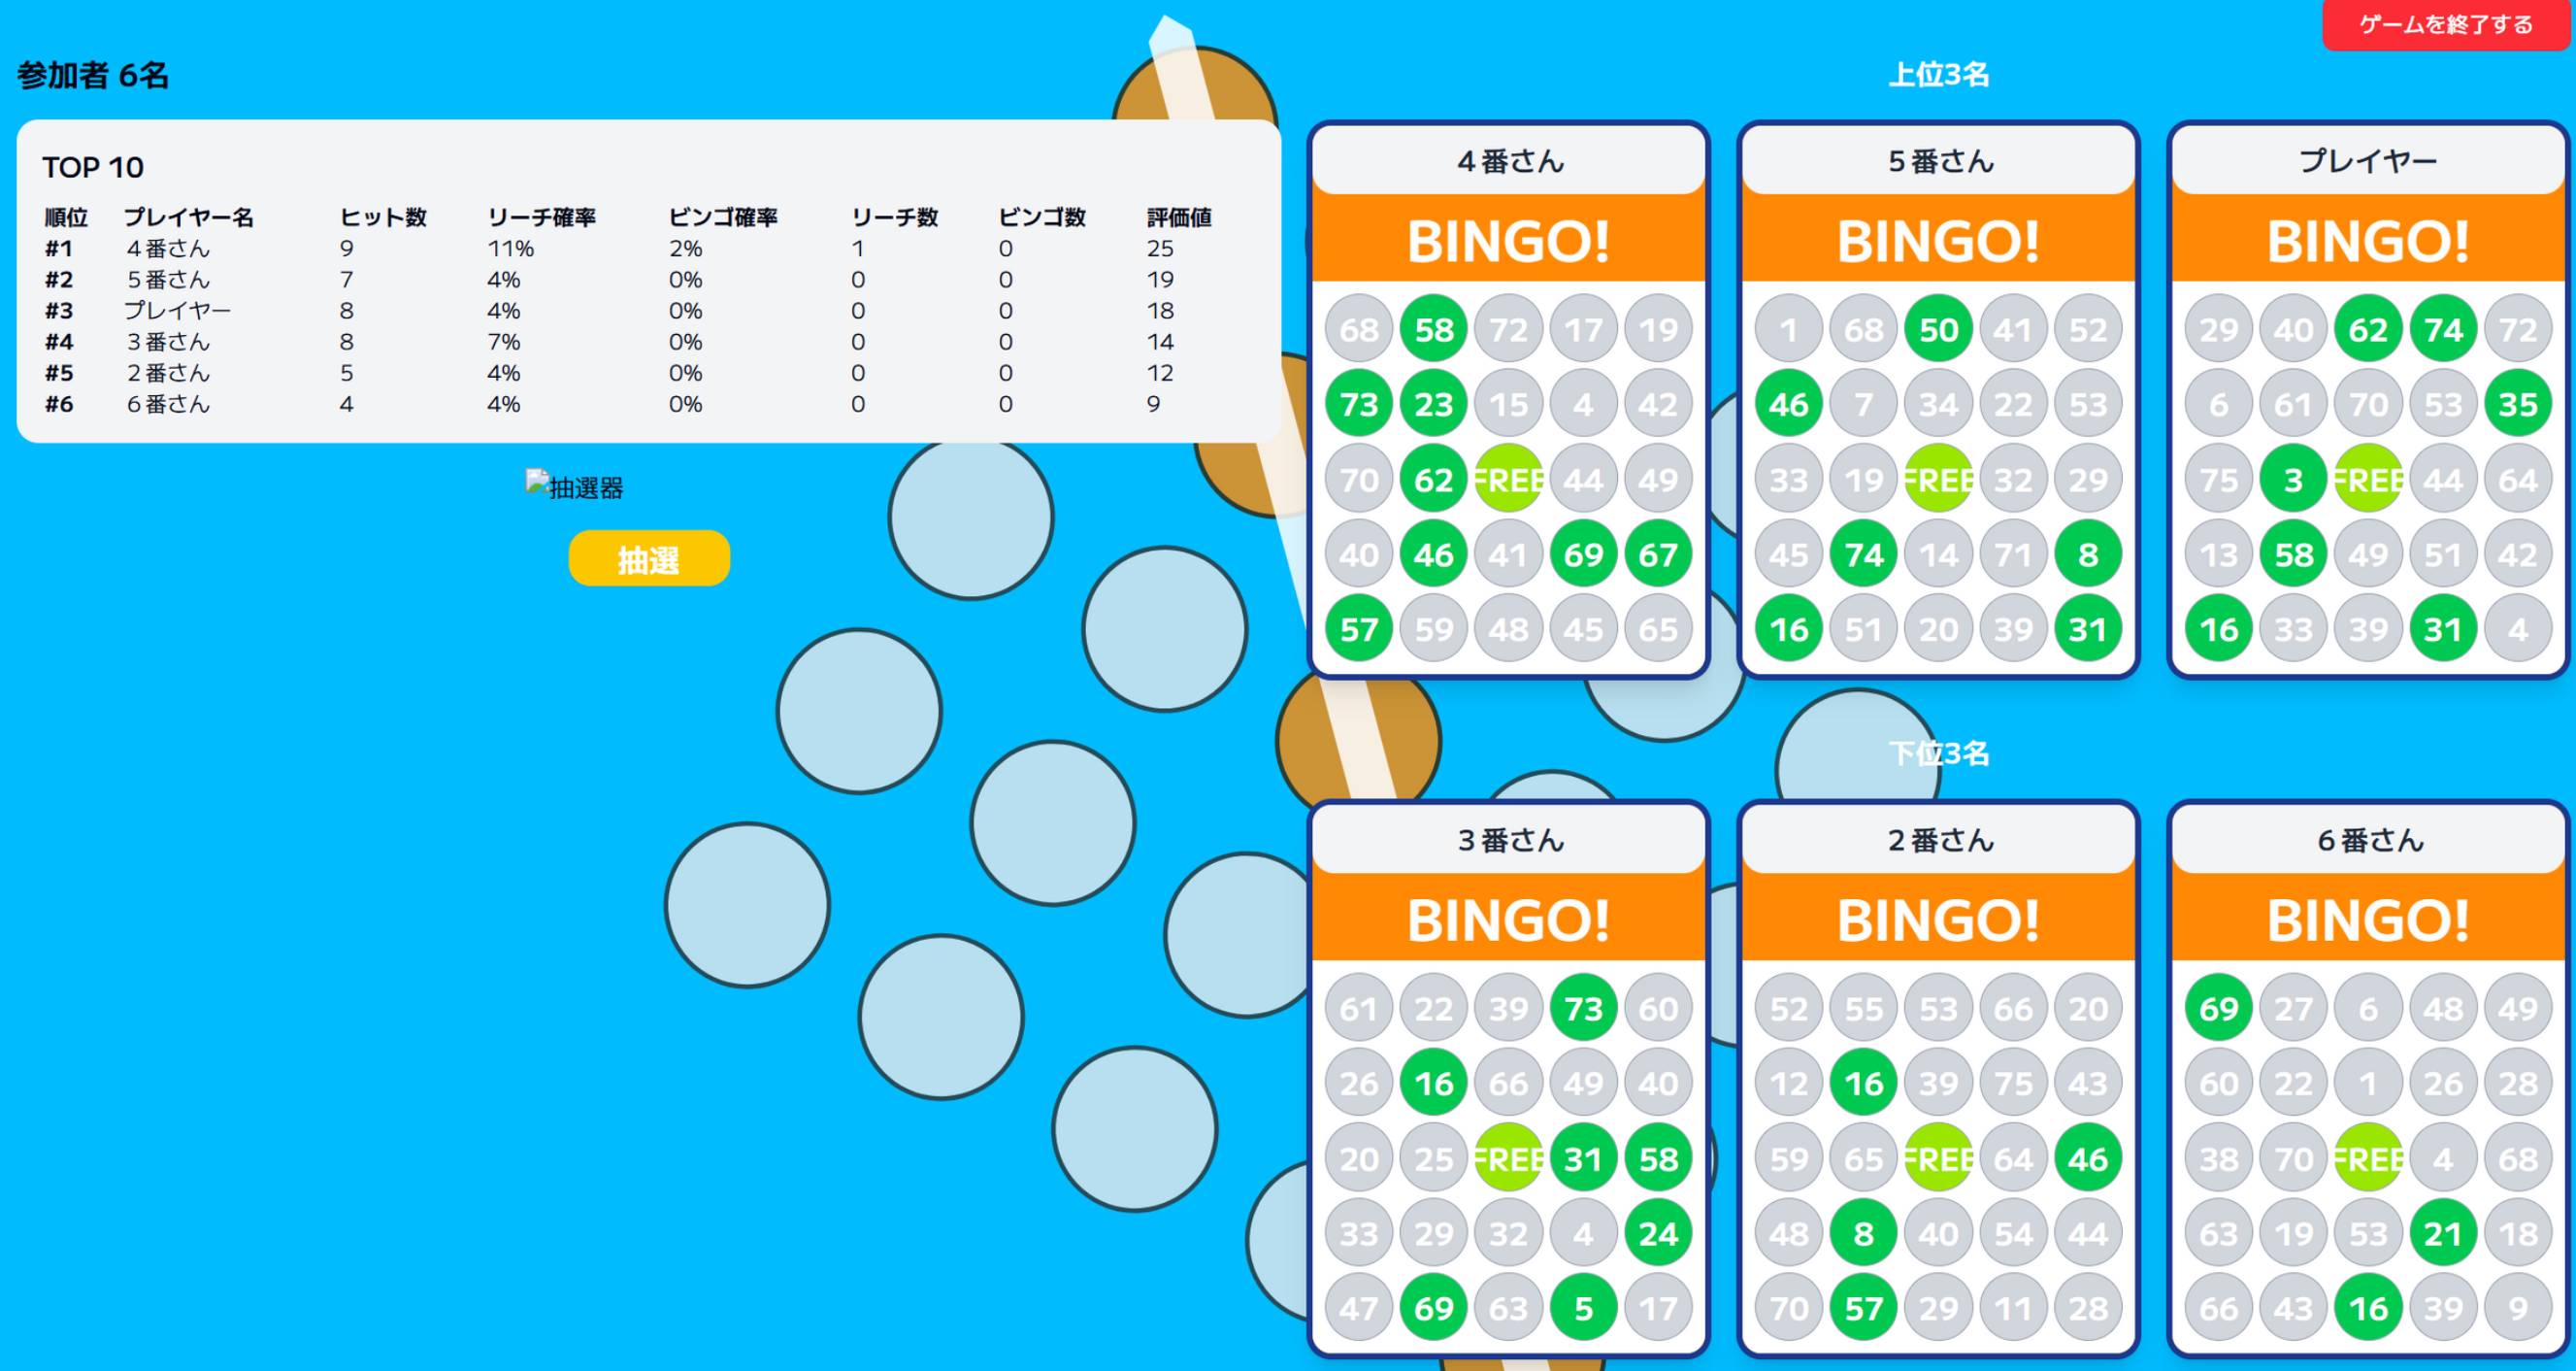 ゲームを終了する
参加者 6名
TOP 10
順位 プレイヤー名 ヒット数 リーチ確率 ビンゴ確率 リーチ数 ビンゴ数 評価値
#1 4番さん 9 11% 2% 1 0 25
#2 5番さん 7 4% 0% 0 0 19
#3 プレイヤー 8 4% 0% 0 0 18
#4 3番さん 8 7% 0% 0 0 14
#5 2番さん 5 4% 0% 0 0 12
#6 6番さん 4 4% 0% 0 0 9
抽選器
抽選
上位3名
4番さん
BINGO!
68 58 72 17 19
73 23 15 4 42
70 62 FREE 44 49
40 46 41 69 67
57 59 48 45 65
5番さん
BINGO!
1 68 50 41 52
46 7 34 22 53
33 19 FREE 32 29
45 74 14 71 8
16 51 20 39 31
プレイヤー
BINGO!
29 40 62 74 72
6 61 70 53 35
75 3 FREE 44 64
13 58 49 51 42
16 33 39 31 4
下位3名
3番さん
BINGO!
61 22 39 73 60
26 16 66 49 40
20 25 FREE 31 58
33 29 32 4 24
47 69 63 5 17
2番さん
BINGO!
52 55 53 66 20
12 16 39 75 43
59 65 FREE 64 46
48 8 40 54 44
70 57 29 11 28
6番さん
BINGO!
69 27 6 48 49
60 22 1 26 28
38 70 FREE 4 68
63 19 53 21 18
66 43 16 39 9